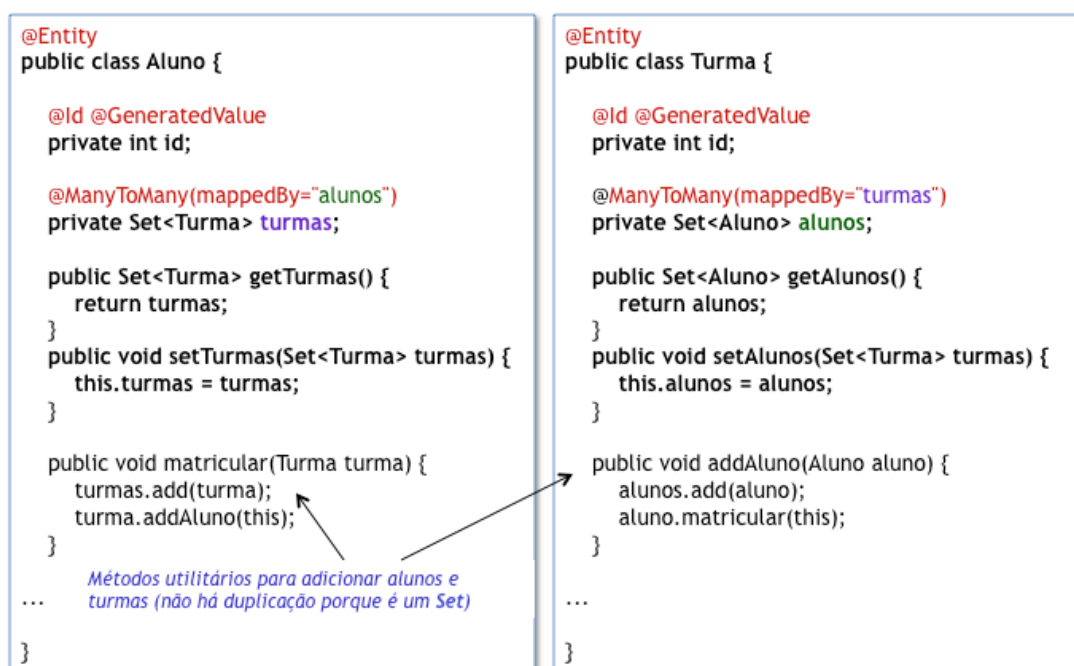 @Entity
public class Aluno {
@Id @GeneratedValue
private int id;
@ManyToMany(mappedBy="alunos")
private Set<Turma> turmas;
public Set<Turma> getTurmas() {
return turmas;
}
public void setTurmas(Set<Turma> turmas) {
this.turmas = turmas;
}
public void matricular(Turma turma) {
turmas.add(turma);
turma.addAluno(this);
}
...
}
@Entity
public class Turma {
@Id @GeneratedValue
private int id;
@ManyToMany(mappedBy="turmas")
private Set<Aluno> alunos;
public Set<Aluno> getAlunos() {
return alunos;
}
public void setAlunos(Set<Turma> turmas) {
this.alunos = alunos;
}
public void addAluno(Aluno aluno) {
alunos.add(aluno);
aluno.matricular(this);
}
...
}
Métodos utilitários para adicionar alunos e
turmas (não há duplicação porque é um Set)